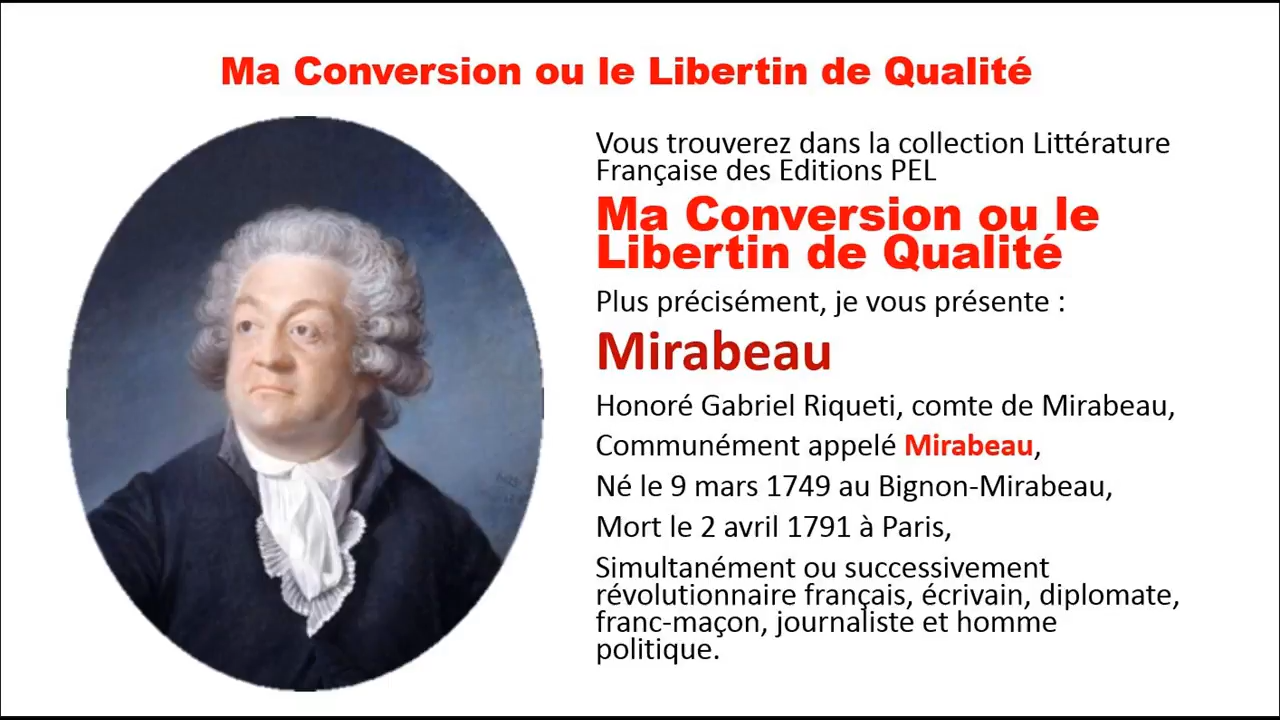 Ma Conversion ou le Libertin de Qualité
Vous trouverez dans la collection Littérature
Française des Editions PEL
Ma Conversion ou le
Libertin de Qualité
Plus précisément, je vous présente :
Mirabeau
Honoré Gabriel Riqueti, comte de Mirabeau,
Communément appelé Mirabeau,
Né le 9 mars 1749 au Bignon-Mirabeau,
Mort le 2 avril 1791 à Paris,
Simultanément ou successivement
révolutionnaire français, écrivain, diplomate,
franc-maçon, journaliste et homme
politique.